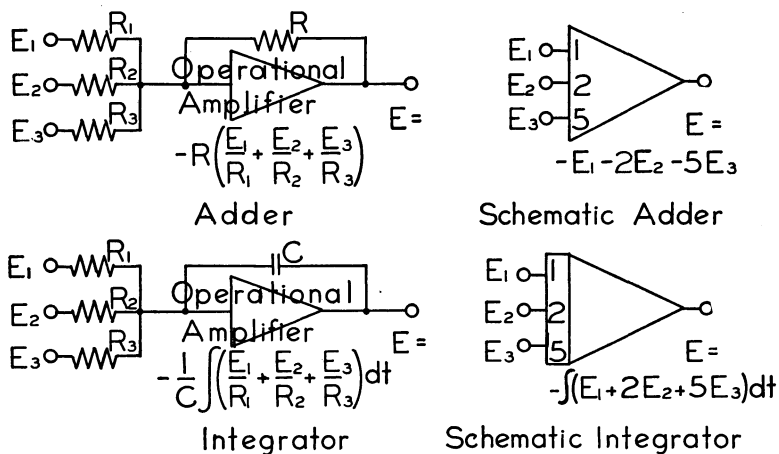 R₁ R
E₁
Operational
R₂
E₂
Amplifier
R₃
E₃
E =
-R(E₁/R₁ + E₂/R₂ + E₃/R₃)
Adder
E₁ 1
E₂ 2
E₃ 5
E =
-E₁-2E₂-5E₃
Schematic Adder
R₁ C
E₁
Operational
R₂
E₂
Amplifier
R₃
E₃
E =
-1/C ∫(E₁/R₁ + E₂/R₂ + E₃/R₃)dt
Integrator
E₁ 1
E₂ 2
E₃ 5
E =
-∫(E₁+2E₂+5E₃)dt
Schematic Integrator